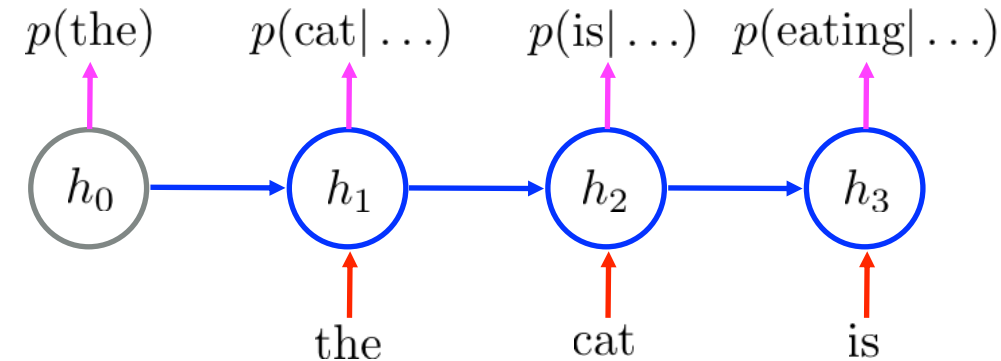 p(the) p(cat| . . .) p(is| . . .) p(eating| . . .)
h₀ h₁ h₂ h₃
the cat is